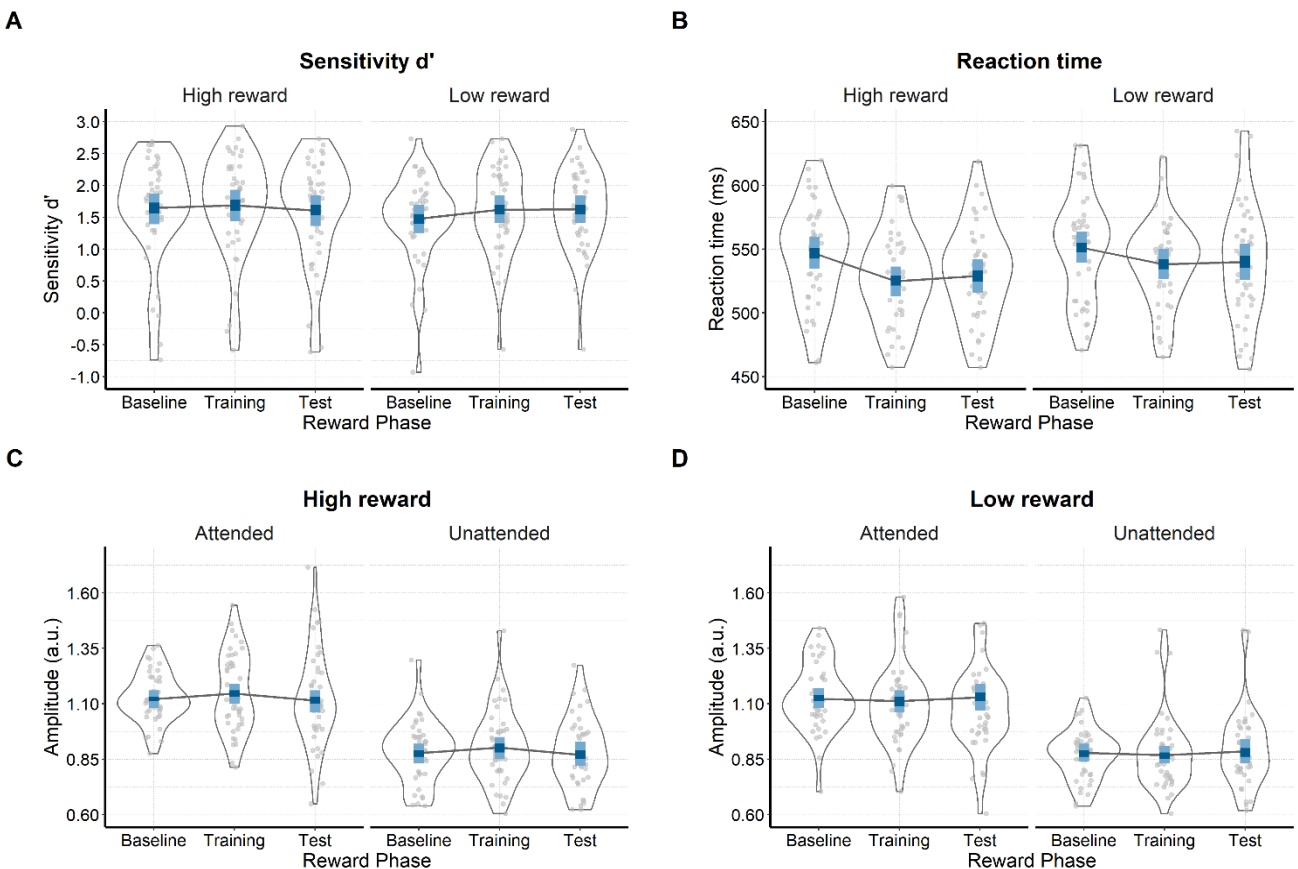 A
Sensitivity d'
High reward Low reward
3.0
2.5
2.0
1.5
1.0
0.5
0.0
-0.5
-1.0
Sensitivity d'
Baseline Training Test Baseline Training Test
Reward Phase
B
Reaction time
High reward Low reward
650
600
550
500
450
Reaction time (ms)
Baseline Training Test Baseline Training Test
Reward Phase
C
High reward
Attended Unattended
1.60
1.35
1.10
0.85
0.60
Amplitude (a.u.)
Baseline Training Test Baseline Training Test
Reward Phase
D
Low reward
Attended Unattended
1.60
1.35
1.10
0.85
0.60
Amplitude (a.u.)
Baseline Training Test Baseline Training Test
Reward Phase